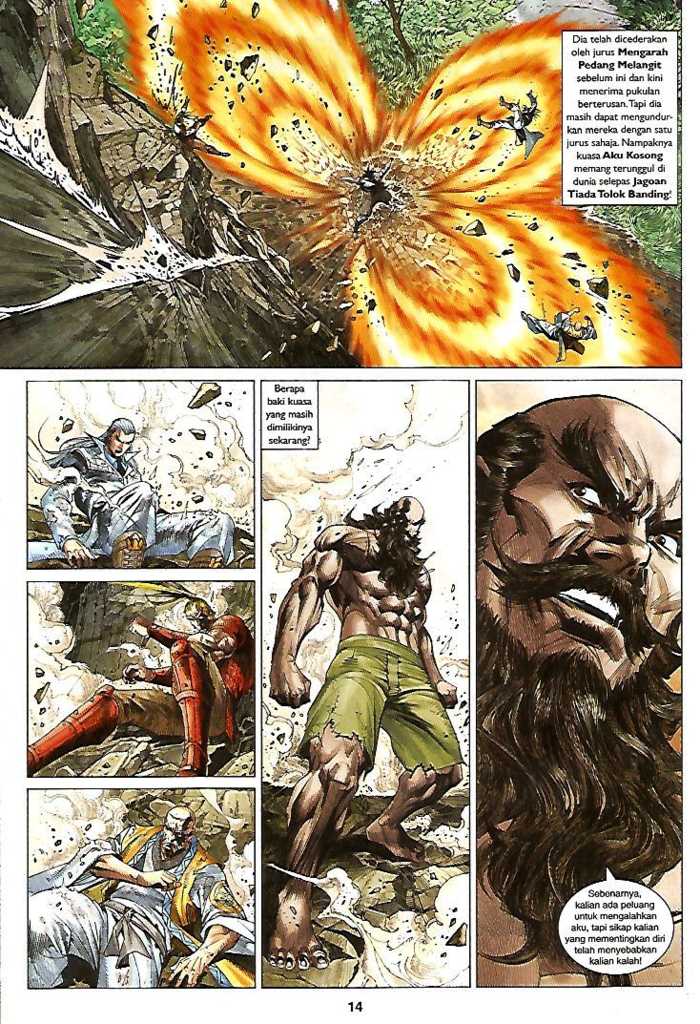 Dia telah dicederakan
oleh jurus Mengarah
Pedang Melangit
sebelum ini dan kini
menerima pukulan
berterusan. Tapi dia
masih dapat mengundur-
kan mereka dengan satu
jurus sahaja. Nampaknya
kuasa Aku Kosong
memang terunggul di
dunia selepas Jagoan
Tiada Tolok Banding!
Berapa
baki kuasa
yang masih
dimilikinya
sekarang?
Sebenarnya,
kalian ada peluang
untuk mengalahkan
aku, tapi sikap kalian
yang mementingkan diri
telah menyebabkan
kalian kalah!
14